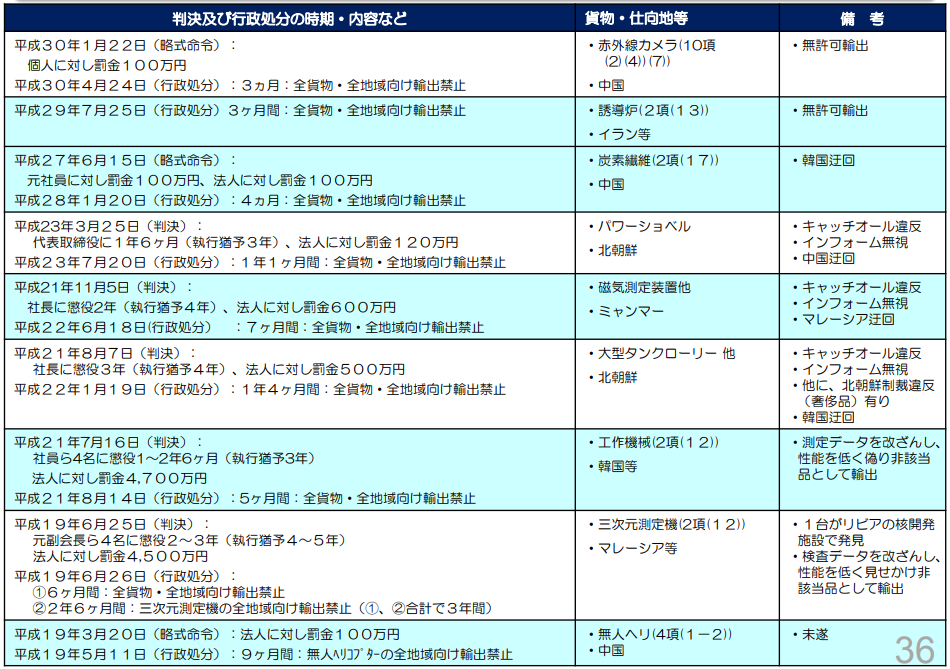 判決及び行政処分の時期・内容など
貨物・仕向地等
備　考
平成３０年１月２２日（略式命令）：
個人に対し罰金１００万円
平成３０年４月２４日（行政処分）：３ヵ月：全貨物・全地域向け輸出禁止
・赤外線カメラ(１０項
(２)(４))(７))
・中国
・無許可輸出
平成２９年７月２５日（行政処分）３ヶ月間：全貨物・全地域向け輸出禁止
・誘導炉(２項(１３))
・イラン等
・無許可輸出
平成２７年６月１５日（略式命令）：
元社員に対し罰金１００万円、法人に対し罰金１００万円
平成２８年１月２０日（行政処分）：４ヵ月：全貨物・全地域向け輸出禁止
・炭素繊維(２項(１７))
・中国
・韓国迂回
平成23年３月２５日（判決）：
代表取締役に１年６ヶ月（執行猶予３年）、法人に対し罰金１２０万円
平成２３年７月２０日（行政処分）：１年１ヶ月間：全貨物・全地域向け輸出禁止
・パワーショベル
・北朝鮮
・キャッチオール違反
・インフォーム無視
・中国迂回
平成21年11月5日（判決）：
社長に懲役2年（執行猶予４年）、法人に対し罰金６００万円
平成２２年６月１８日(行政処分)　：７ヶ月間：全貨物・全地域向け輸出禁止
・磁気測定装置他
・ミャンマー
・キャッチオール違反
・インフォーム無視
・マレーシア迂回
平成２１年８月７日（判決）：
社長に懲役３年（執行猶予４年）、法人に対し罰金５００万円
平成２２年１月１９日（行政処分）：１年４ヶ月間：全貨物・全地域向け輸出禁止
・大型タンクローリー 他
・北朝鮮
・キャッチオール違反
・インフォーム無視
・他に、北朝鮮制裁違反
（奢侈品）有り
・韓国迂回
平成２１年７月１６日（判決）：
社員ら4名に懲役1～2年6ヶ月（執行猶予3年）
法人に対し罰金４,７００万円
平成２１年８月１４日（行政処分）：５ヶ月間：全貨物・全地域向け輸出禁止
・工作機械(２項(１２))
・韓国等
・測定データを改ざんし、
性能を低く偽り非該当
品として輸出
平成１９年６月２５日（判決）：
元副会長ら４名に懲役２～３年（執行猶予４～５年）
法人に対し罰金４,５００万円
平成１９年６月２６日（行政処分）：
①６ヶ月間：全貨物・全地域向け輸出禁止
②２年６ヶ月間：三次元測定機の全地域向け輸出禁止（①、②合計で３年間）
・三次元測定機(２項(１２))
・マレーシア等
・１台がリビアの核開発
施設で発見
・検査データを改ざんし、
性能を低く見せかけ非
該当品として輸出
平成１９年３月２０日（略式命令）：法人に対し罰金１００万円
平成１９年５月１１日（行政処分）：９ヶ月間：無人ﾍﾘｺﾌﾟﾀｰの全地域向け輸出禁止
・無人ヘリ(４項(１－２))
・中国
・未遂
36